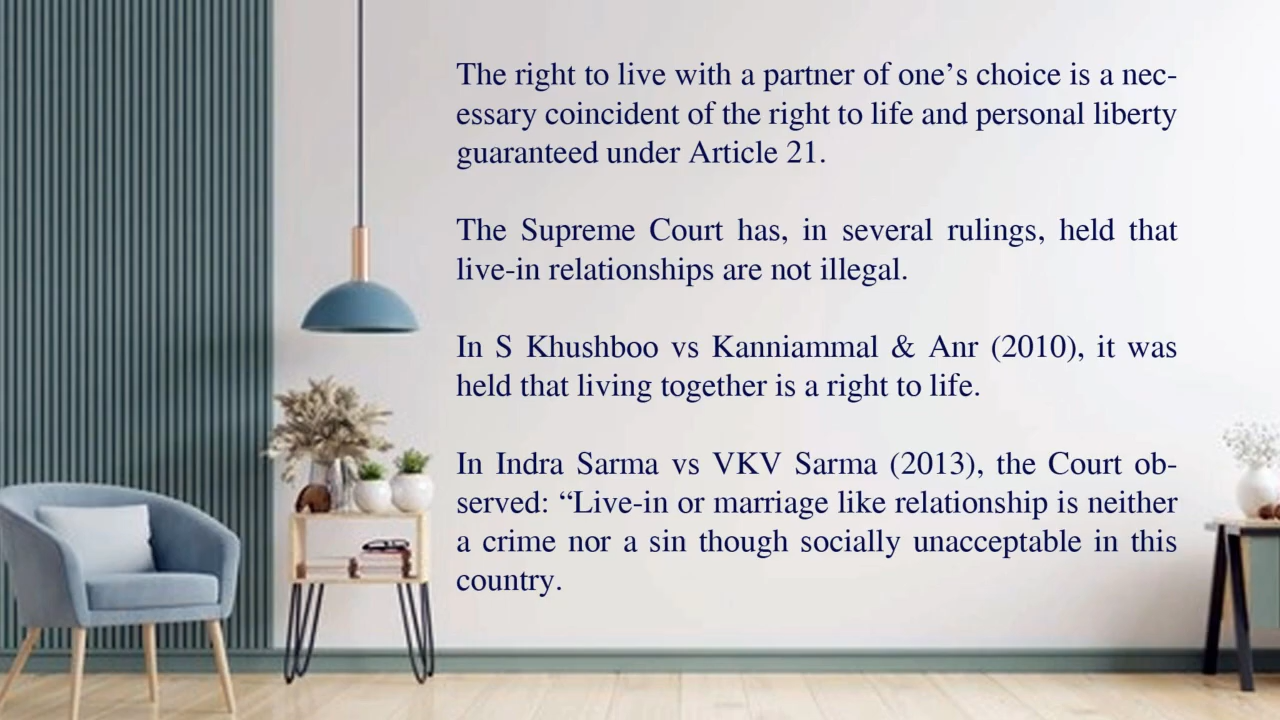 The right to live with a partner of one’s choice is a nec-
essary coincident of the right to life and personal liberty
guaranteed under Article 21.
The Supreme Court has, in several rulings, held that
live-in relationships are not illegal.
In S Khushboo vs Kanniammal & Anr (2010), it was
held that living together is a right to life.
In Indra Sarma vs VKV Sarma (2013), the Court ob-
served: “Live-in or marriage like relationship is neither
a crime nor a sin though socially unacceptable in this
country.